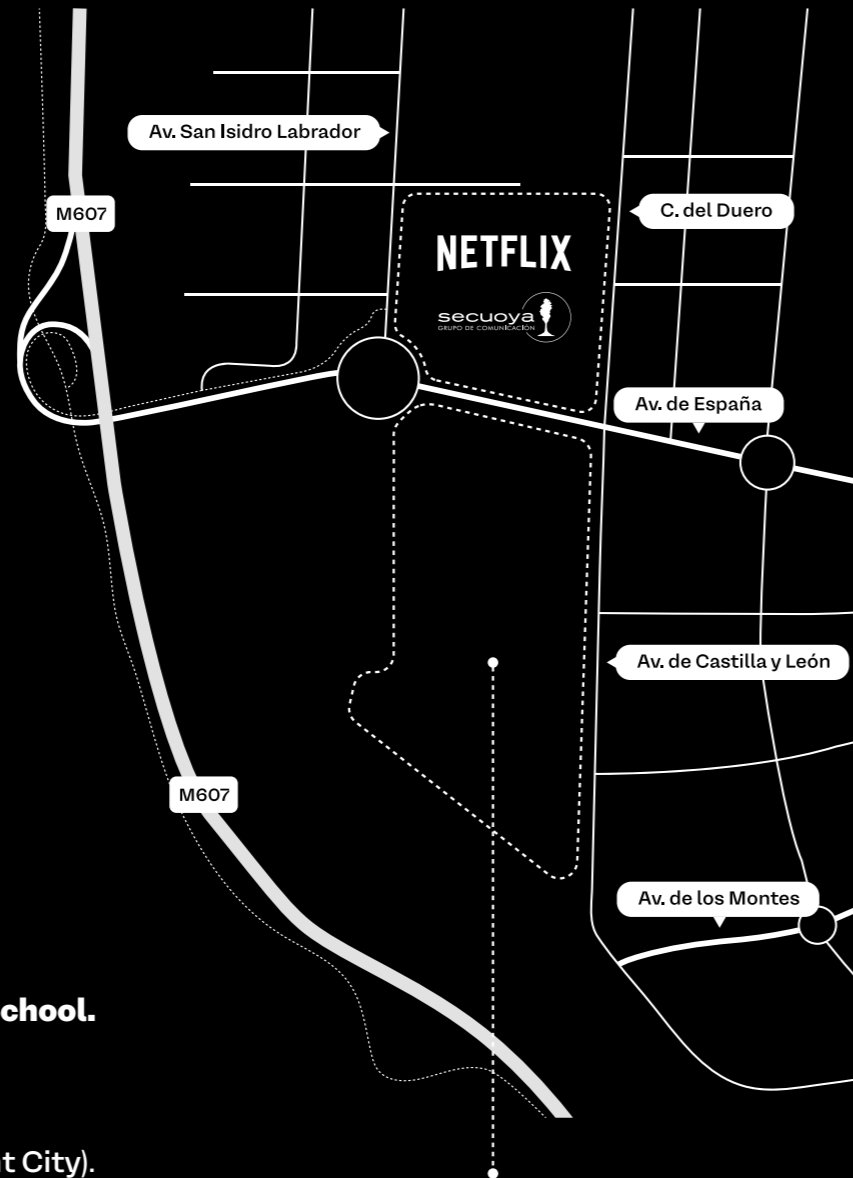 Av. San Isidro Labrador
M607
C. del Duero
NETFLIX
secuoya
GRUPO DE COMUNICACIÓN
Av. de España
Av. de Castilla y León
M607
Av. de los Montes
chool.
t City).